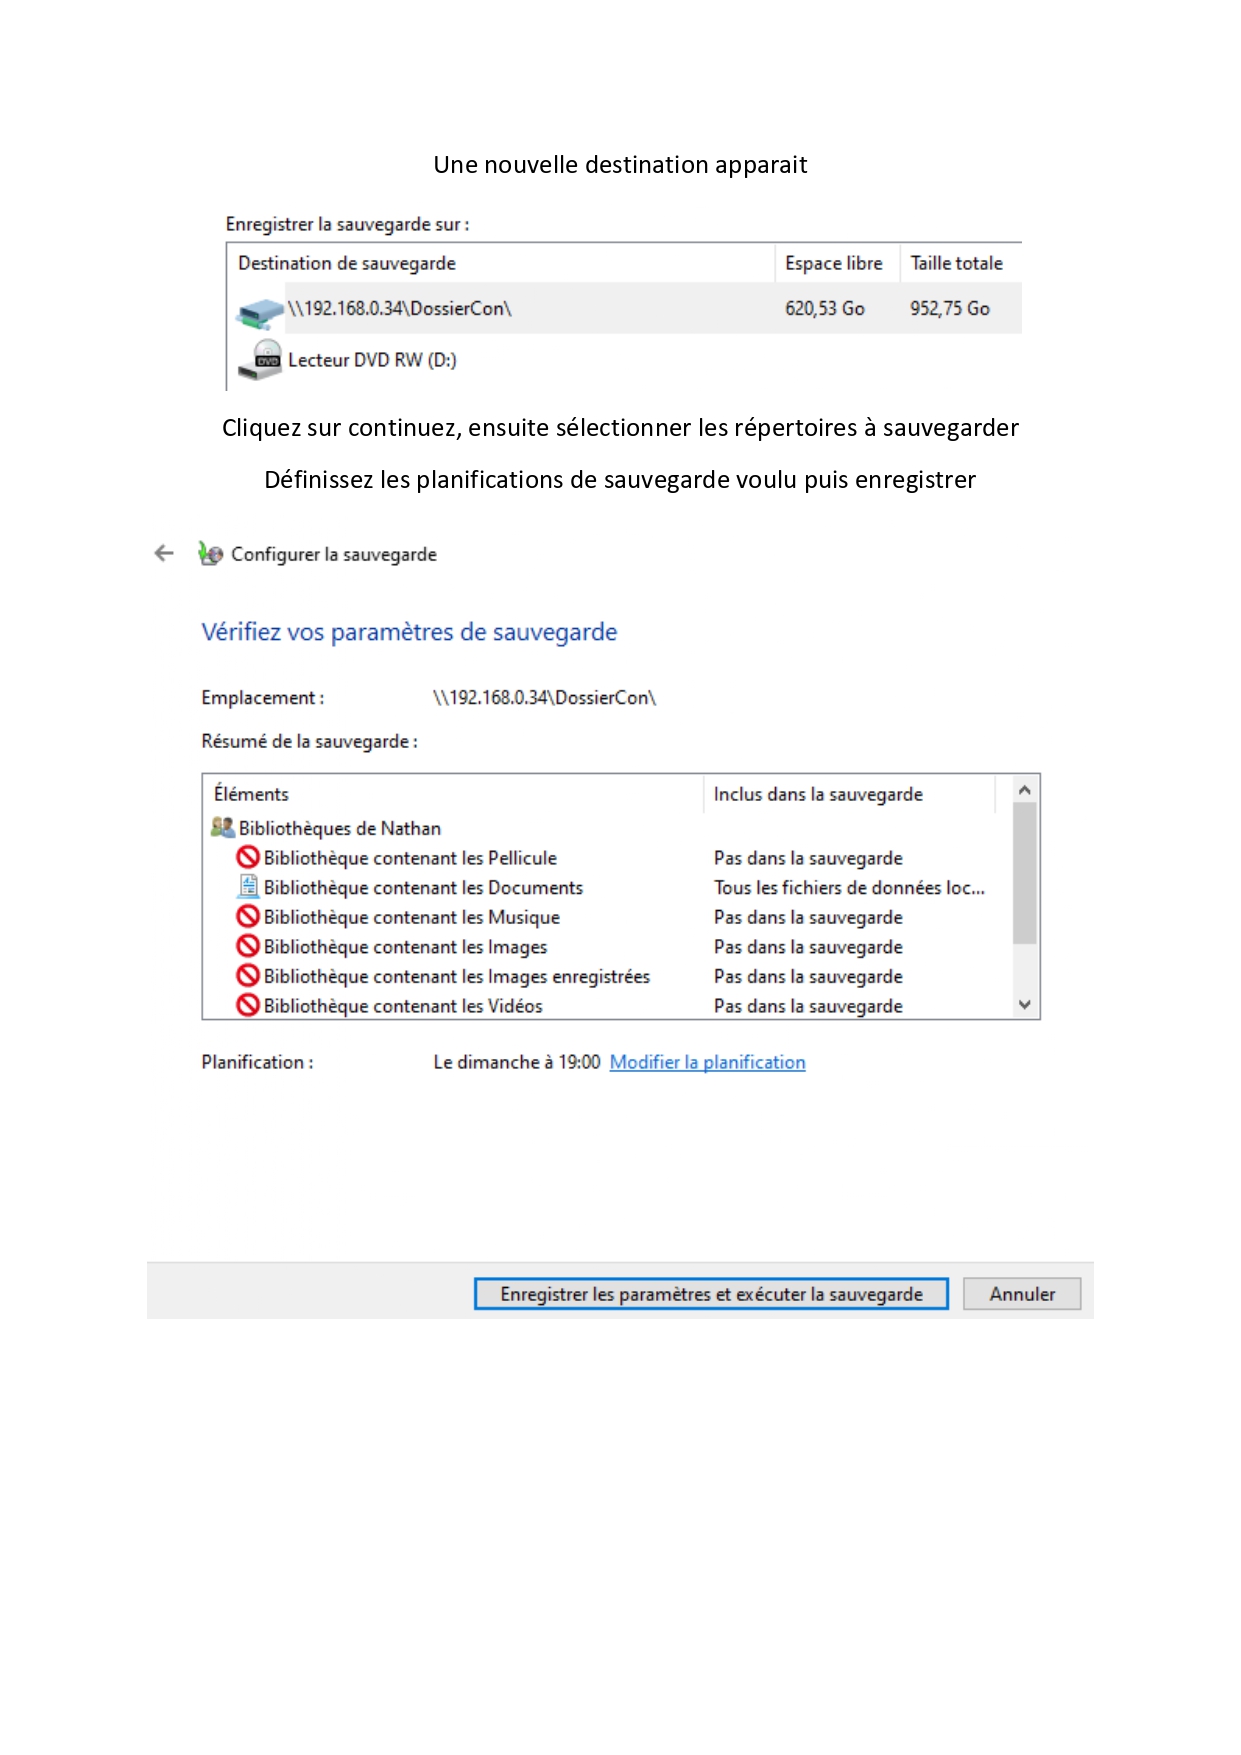 Une nouvelle destination apparait
Enregistrer la sauvegarde sur :
Destination de sauvegarde Espace libre Taille totale
\\192.168.0.34\DossierCon\ 620,53 Go 952,75 Go
DVD
Lecteur DVD RW (D:)
Cliquez sur continuez, ensuite sélectionner les répertoires à sauvegarder
Définissez les planifications de sauvegarde voulu puis enregistrer
Configurer la sauvegarde
Vérifiez vos paramètres de sauvegarde
Emplacement : \\192.168.0.34\DossierCon\
Résumé de la sauvegarde :
Éléments Inclus dans la sauvegarde
Bibliothèques de Nathan
Bibliothèque contenant les Pellicule Pas dans la sauvegarde
Bibliothèque contenant les Documents Tous les fichiers de données loc...
Bibliothèque contenant les Musique Pas dans la sauvegarde
Bibliothèque contenant les Images Pas dans la sauvegarde
Bibliothèque contenant les Images enregistrées Pas dans la sauvegarde
Bibliothèque contenant les Vidéos Pas dans la sauvegarde
Planification : Le dimanche à 19:00 Modifier la planification
Enregistrer les paramètres et exécuter la sauvegarde Annuler